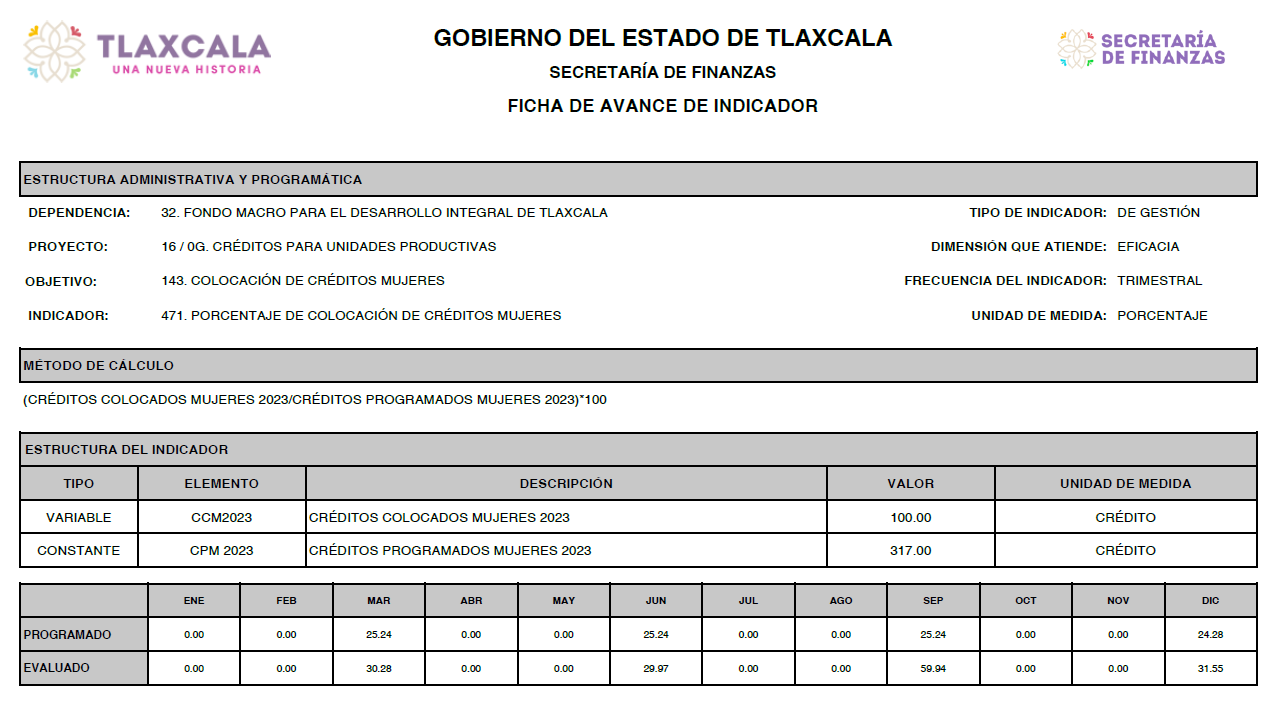 TLAXCALA
UNA NUEVA HISTORIA
GOBIERNO DEL ESTADO DE TLAXCALA
SECRETARÍA DE FINANZAS
FICHA DE AVANCE DE INDICADOR
SECRETARÍA
DE FINANZAS
ESTRUCTURA ADMINISTRATIVA Y PROGRAMÁTICA
DEPENDENCIA: 32. FONDO MACRO PARA EL DESARROLLO INTEGRAL DE TLAXCALA TIPO DE INDICADOR: DE GESTIÓN
PROYECTO: 16 / 0G. CRÉDITOS PARA UNIDADES PRODUCTIVAS DIMENSIÓN QUE ATIENDE: EFICACIA
OBJETIVO: 143. COLOCACIÓN DE CRÉDITOS MUJERES FRECUENCIA DEL INDICADOR: TRIMESTRAL
INDICADOR: 471. PORCENTAJE DE COLOCACIÓN DE CRÉDITOS MUJERES UNIDAD DE MEDIDA: PORCENTAJE
MÉTODO DE CÁLCULO
(CRÉDITOS COLOCADOS MUJERES 2023/CRÉDITOS PROGRAMADOS MUJERES 2023)*100
ESTRUCTURA DEL INDICADOR
TIPO ELEMENTO DESCRIPCIÓN VALOR UNIDAD DE MEDIDA
VARIABLE CCM2023 CRÉDITOS COLOCADOS MUJERES 2023 100.00 CRÉDITO
CONSTANTE CPM 2023 CRÉDITOS PROGRAMADOS MUJERES 2023 317.00 CRÉDITO
ENE FEB MAR ABR MAY JUN JUL AGO SEP OCT NOV DIC
PROGRAMADO 0.00 0.00 25.24 0.00 0.00 25.24 0.00 0.00 25.24 0.00 0.00 24.28
EVALUADO 0.00 0.00 30.28 0.00 0.00 29.97 0.00 0.00 59.94 0.00 0.00 31.55